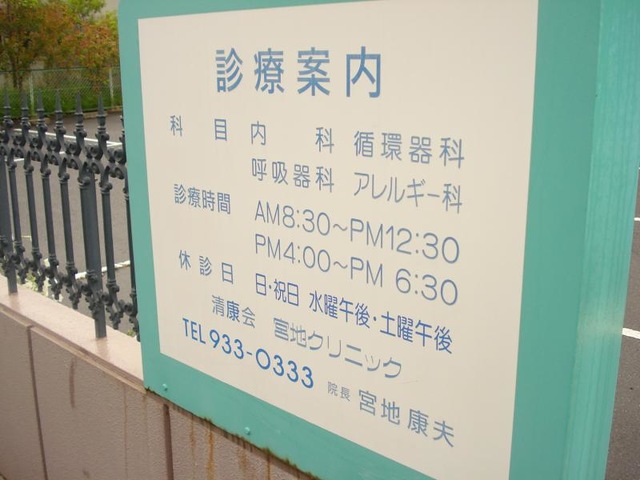 診療案内
科目 内科 循環器科
呼吸器科 アレルギー科
診療時間 AM8:30~PM12:30
PM4:00~PM 6:30
休診日 日・祝日 水曜午後・土曜午後
清康会 宮地クリニック
TEL 933-0333 院長 宮地康夫